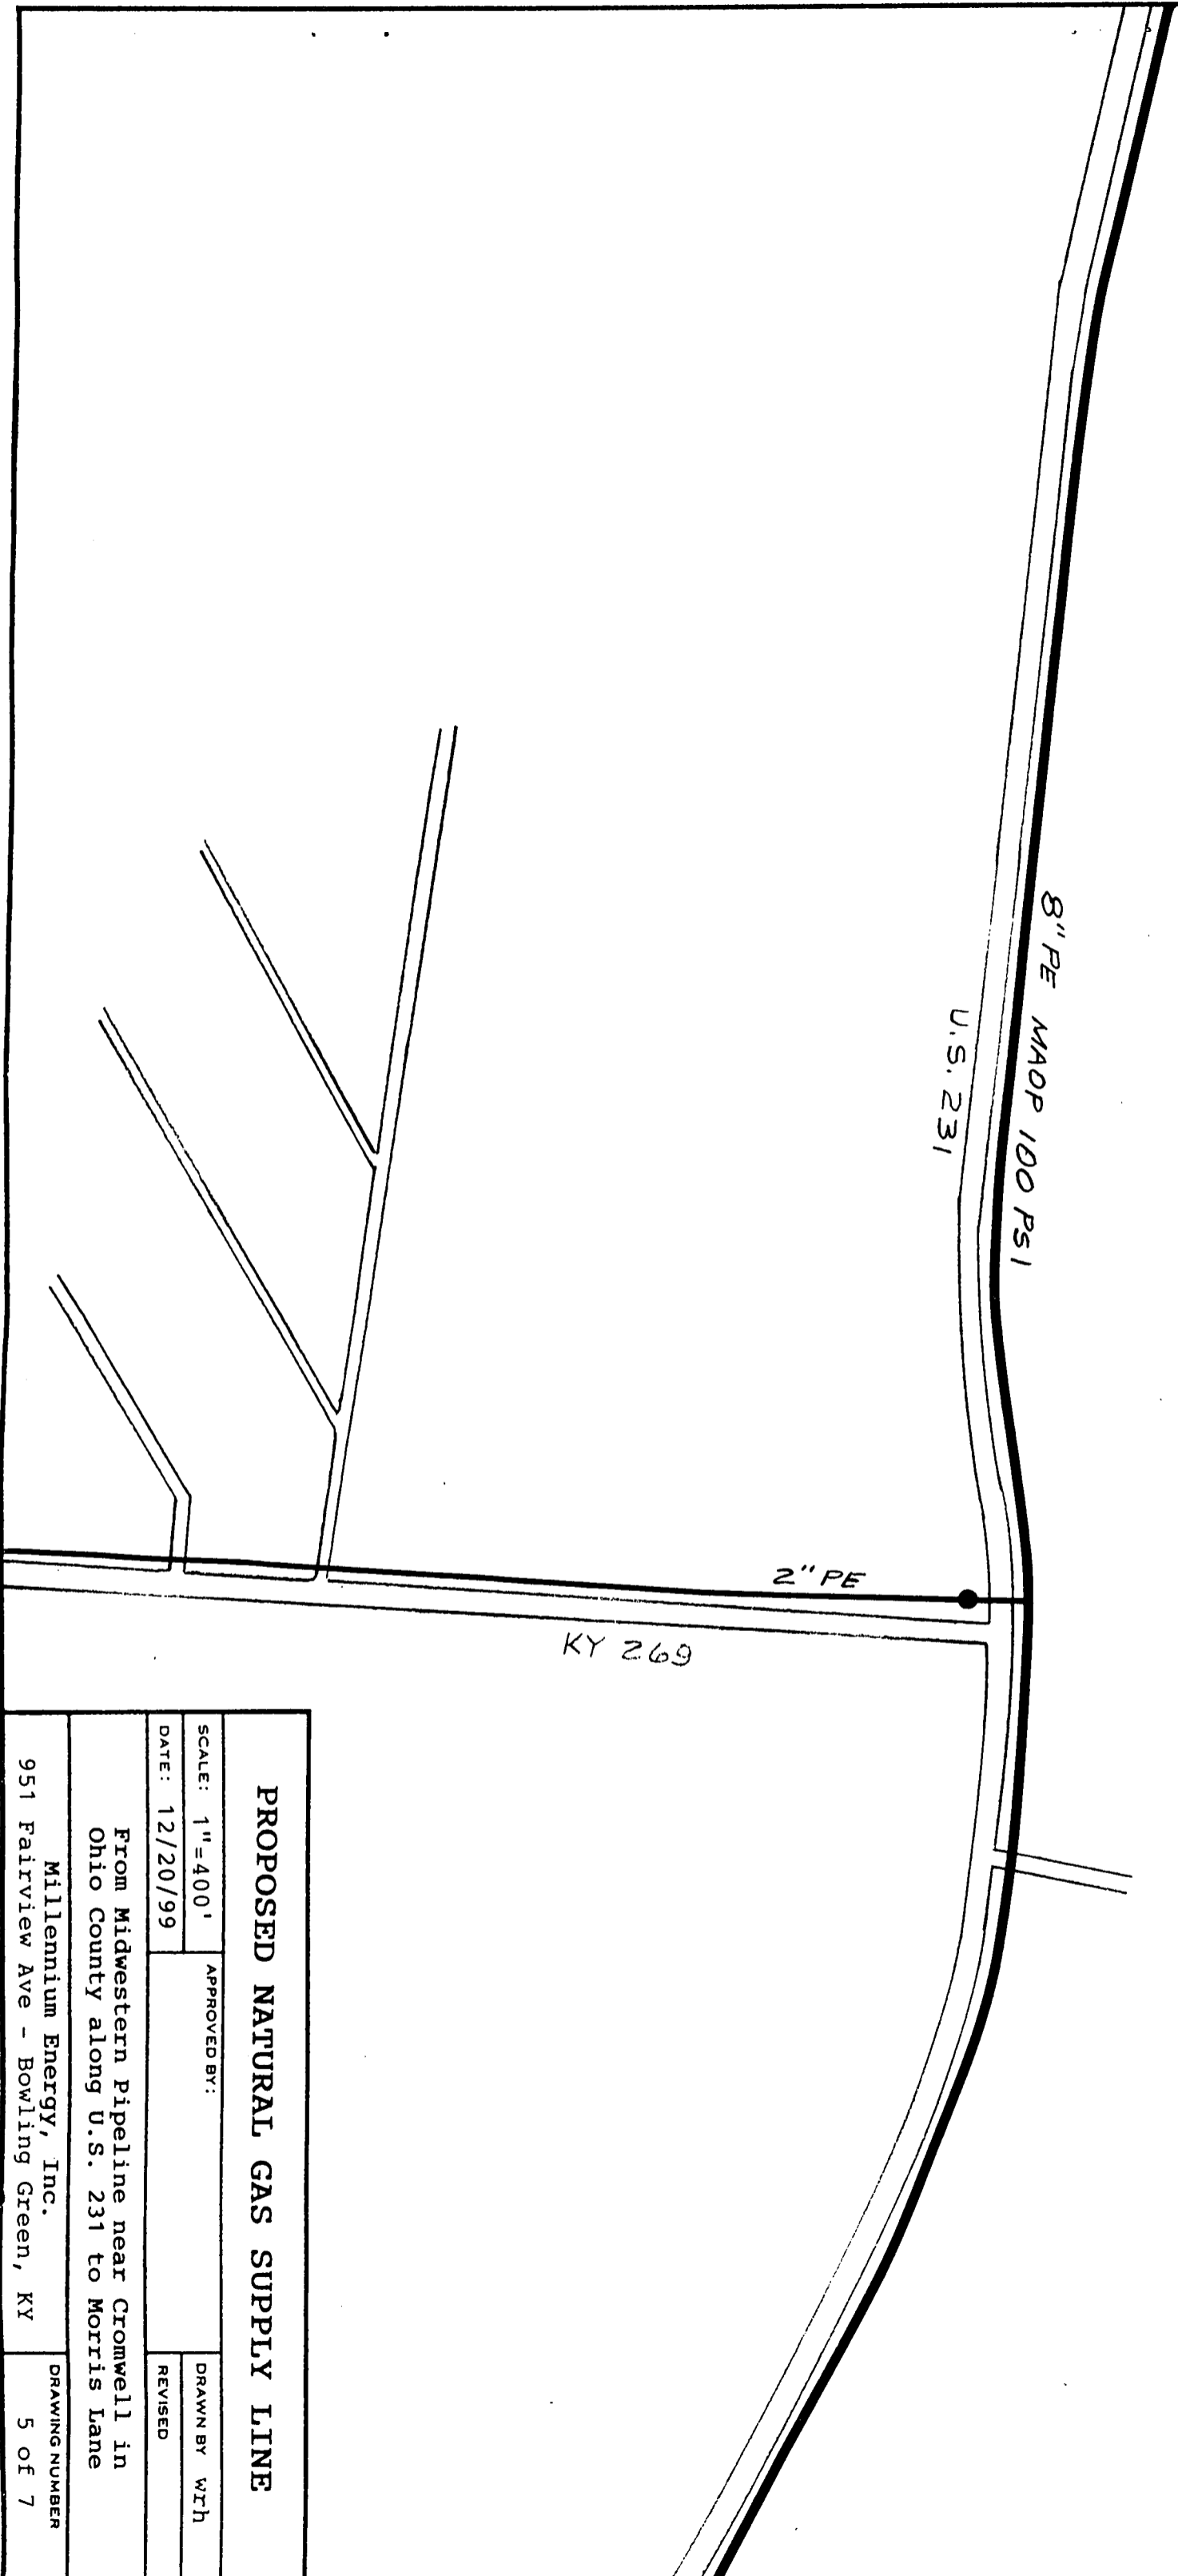 8" PE MAOP 100 PSI
U.S. 231
2" PE
KY 269
PROPOSED NATURAL GAS SUPPLY LINE
SCALE: 1"=400'
APPROVED BY:
DRAWN BY wrh
DATE: 12/20/99
REVISED
From Midwestern Pipeline near Cromwell in
Ohio County along U.S. 231 to Morris Lane
Millennium Energy, Inc.
951 Fairview Ave - Bowling Green, KY
DRAWING NUMBER
5 of 7